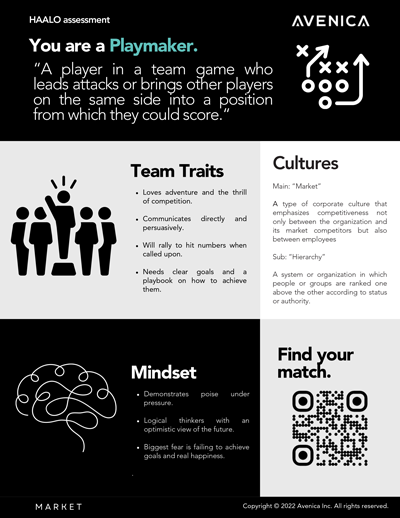 HAALO assessment
AVENICA
You are a Playmaker.
“A player in a team game who
leads attacks or brings other players
on the same side into a position
from which they could score.“
Team Traits
• Loves adventure and the thrill
of competition.
• Communicates directly and
persuasively.
• Will rally to hit numbers when
called upon.
• Needs clear goals and a
playbook on how to achieve
them.
Cultures
Main: “Market”
A type of corporate culture that
emphasizes competitiveness not
only between the organization and
its market competitors but also
between employees
Sub: “Hierarchy”
A system or organization in which
people or groups are ranked one
above the other according to status
or authority.
Mindset
• Demonstrates poise under
pressure.
• Logical thinkers with an
optimistic view of the future.
• Biggest fear is failing to achieve
goals and real happiness.
.
Find your
match.
MARKET
Copyright © 2022 Avenica Inc. All rights reserved.